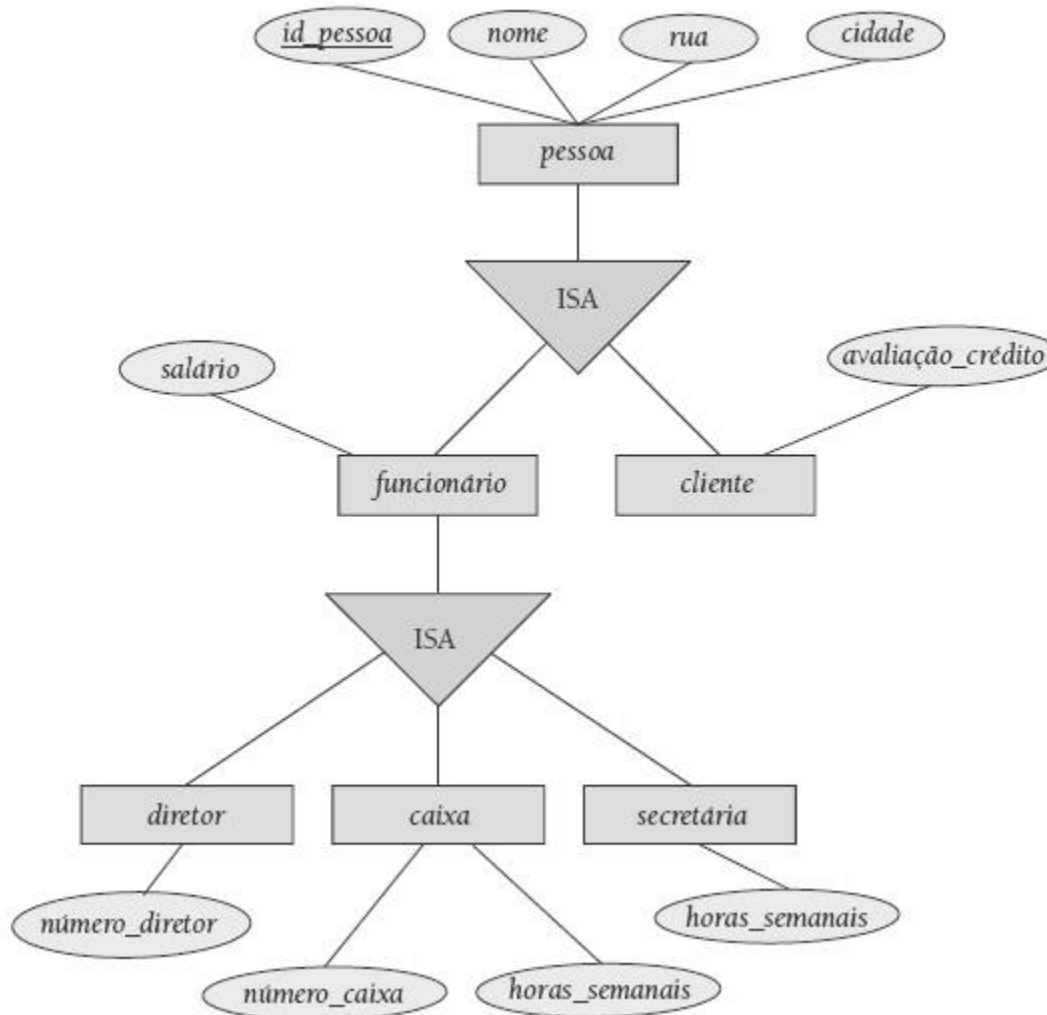 id_pessoa
nome
rua
cidade
pessoa
ISA
salário
avaliação_crédito
funcionário
cliente
ISA
diretor
caixa
secretária
número_diretor
horas_semanais
número_caixa
horas_semanais